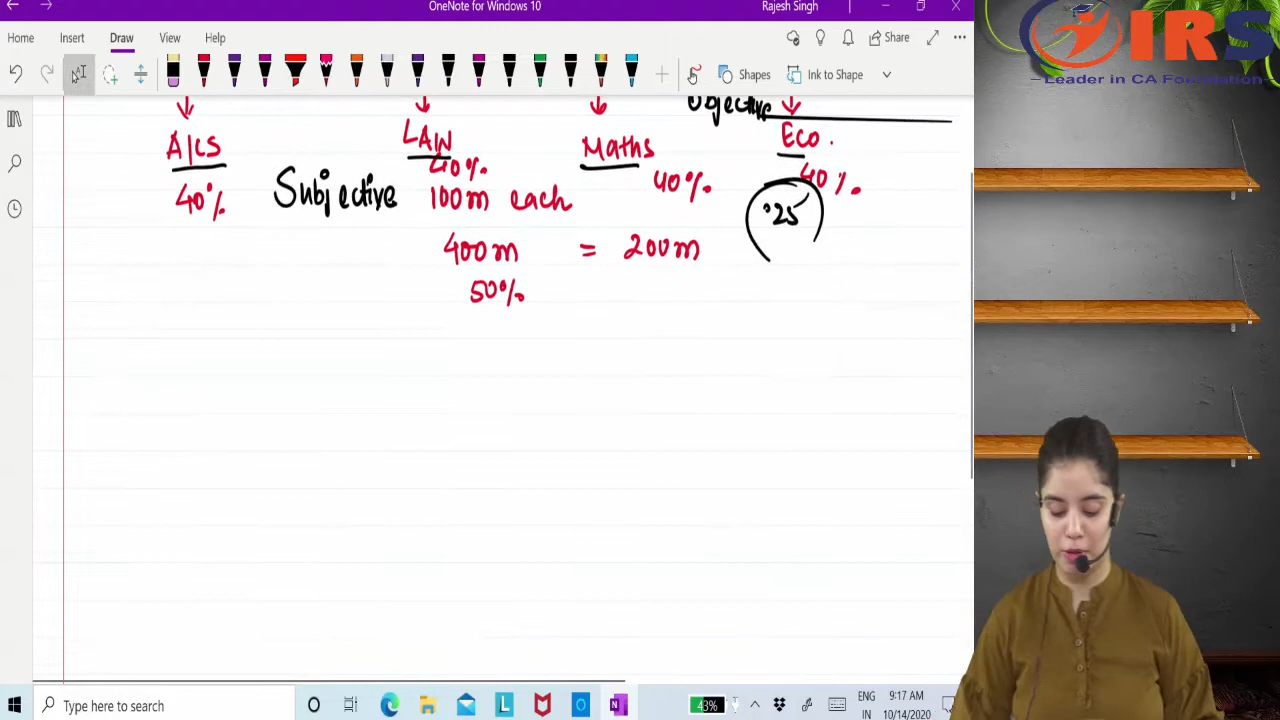 OneNote for Windows 10
Rajesh Singh
Home Insert Draw View Help
Share
Shapes
Ink to Shape
IRS
Leader in CA Foundation
Objective
A/CS
LAW
Maths
Eco.
40%
40%
40%
40%
Subjective
100m each
.25
400m = 200m
50%
Type here to search
43%
ENG
IN
9:17 AM
10/14/2020